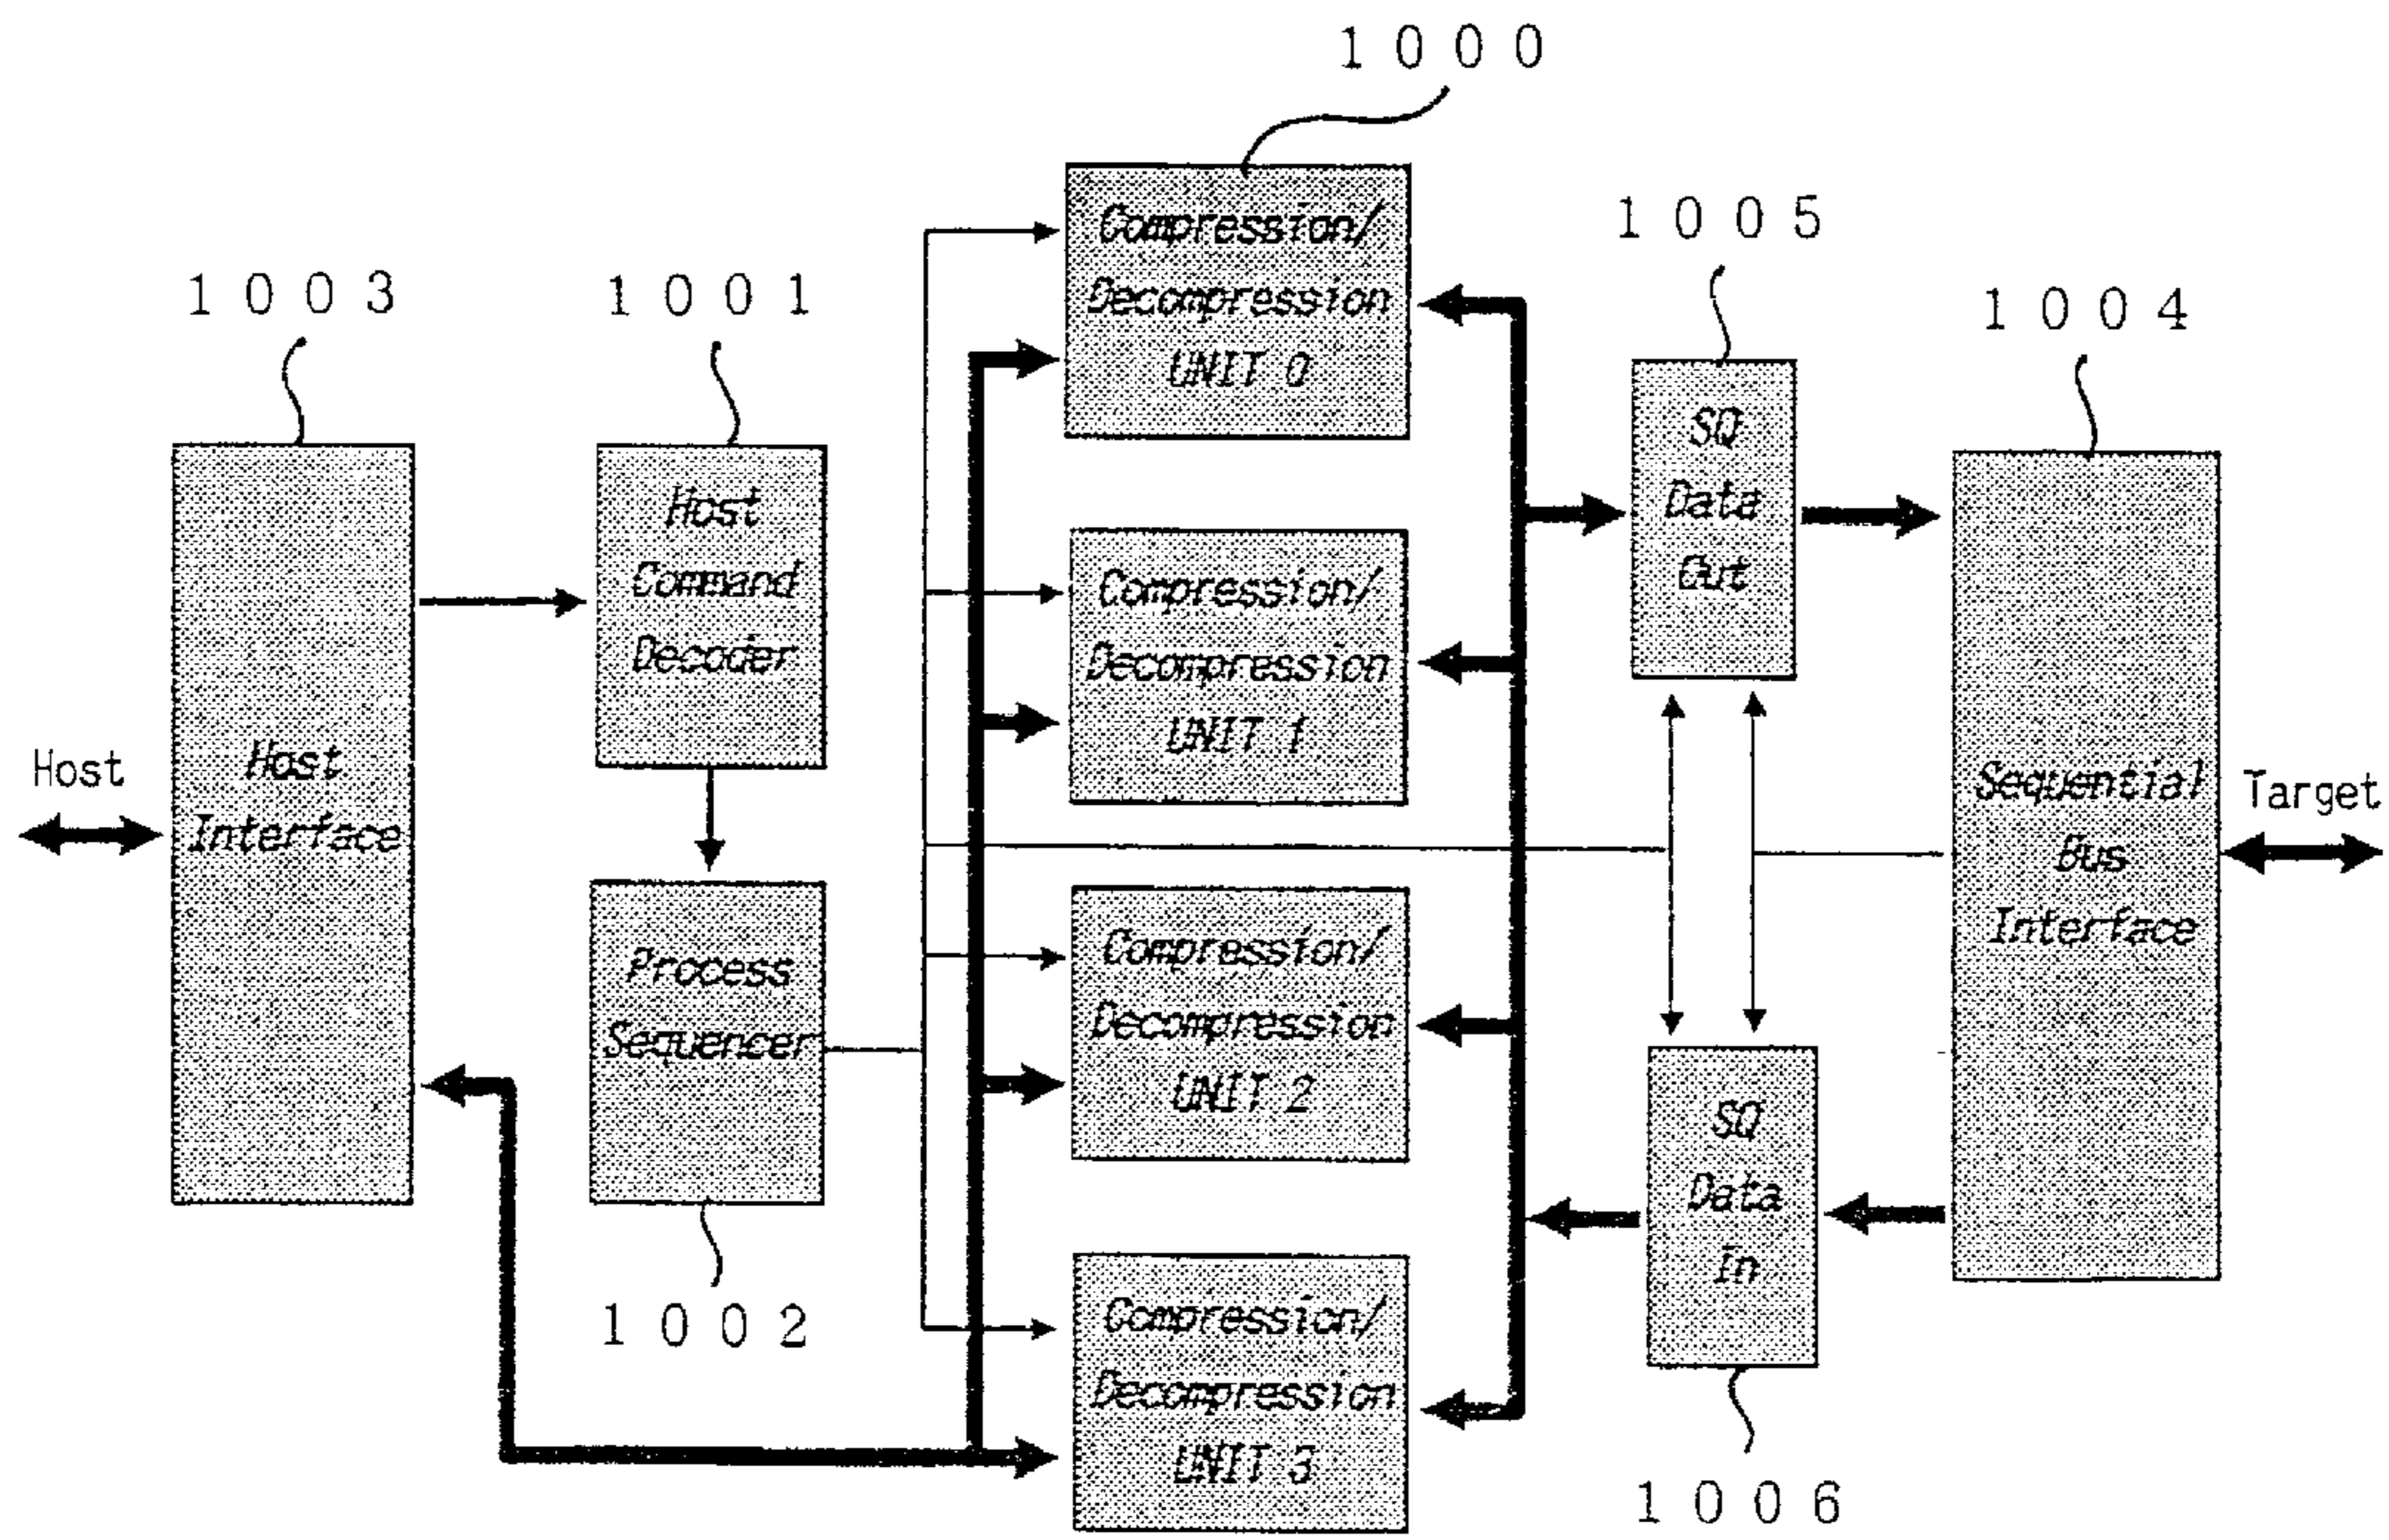 1000
1005
1003
1001
1004
Compression/
Decompression
UNIT 0
SQ
Data
Out
Host
Command
Decoder
Compression/
Decompression
UNIT 1
Host
Host
Interface
Sequential
Bus
Interface
Target
Process
Sequencer
Compression/
Decompression
UNIT 2
SQ
Data
In
1002
Compression/
Decompression
UNIT 3
1006